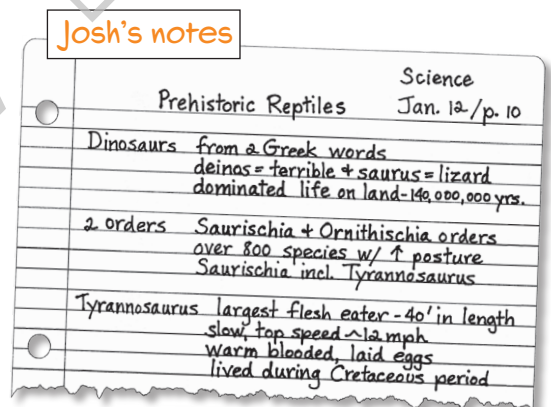 Josh's notes
Science
Prehistoric Reptiles Jan. 12/p. 10
Dinosaurs from 2 Greek words
deinos = terrible + saurus = lizard
dominated life on land-140,000,000 yrs.
2 orders Saurischia + Ornithischia orders
over 800 species w/ ↑ posture
Saurischia incl. Tyrannosaurus
Tyrannosaurus largest flesh eater - 40' in length
slow, top speed ~12 mph
warm blooded, laid eggs
lived during Cretaceous period